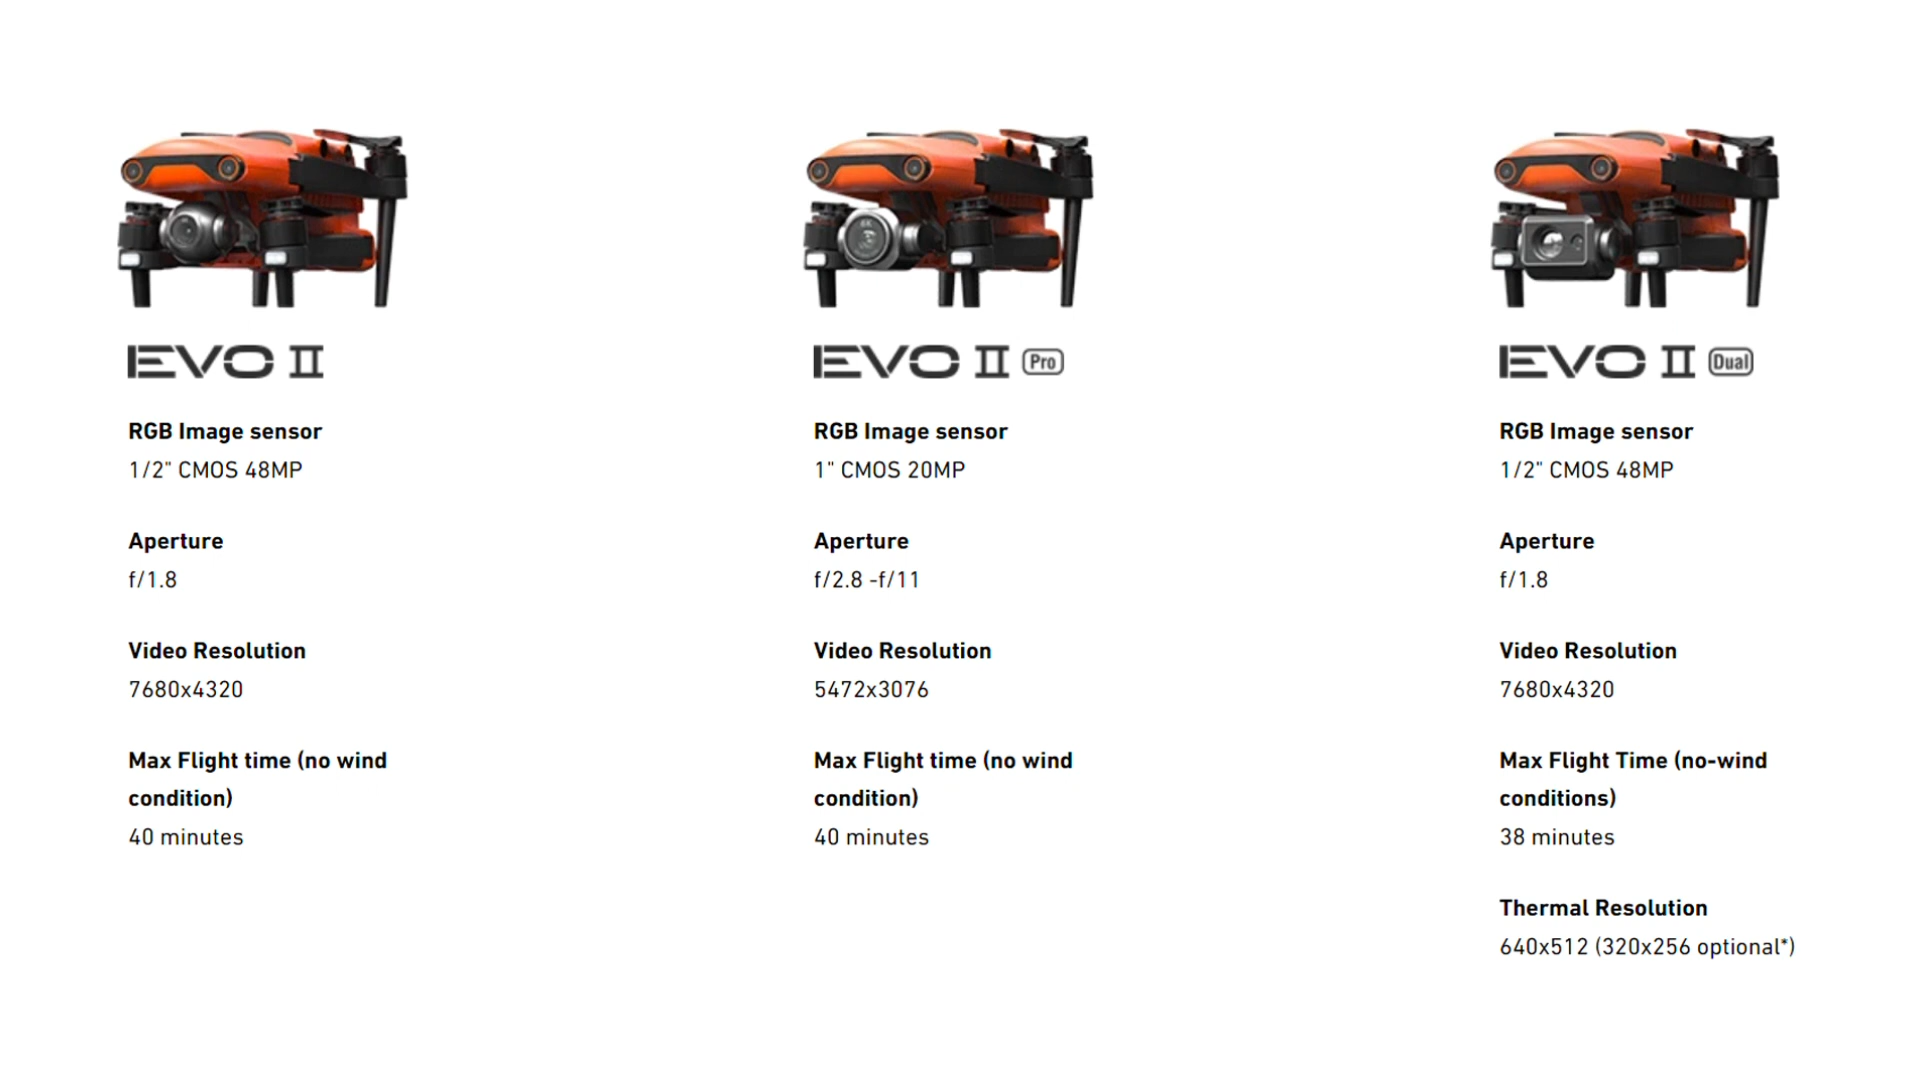 EVO II
RGB Image sensor
1/2" CMOS 48MP
Aperture
f/1.8
Video Resolution
7680x4320
Max Flight time (no wind
condition)
40 minutes
EVO II Pro
RGB Image sensor
1" CMOS 20MP
Aperture
f/2.8 -f/11
Video Resolution
5472x3076
Max Flight time (no wind
condition)
40 minutes
EVO II Dual
RGB Image sensor
1/2" CMOS 48MP
Aperture
f/1.8
Video Resolution
7680x4320
Max Flight Time (no-wind
conditions)
38 minutes
Thermal Resolution
640x512 (320x256 optional*)